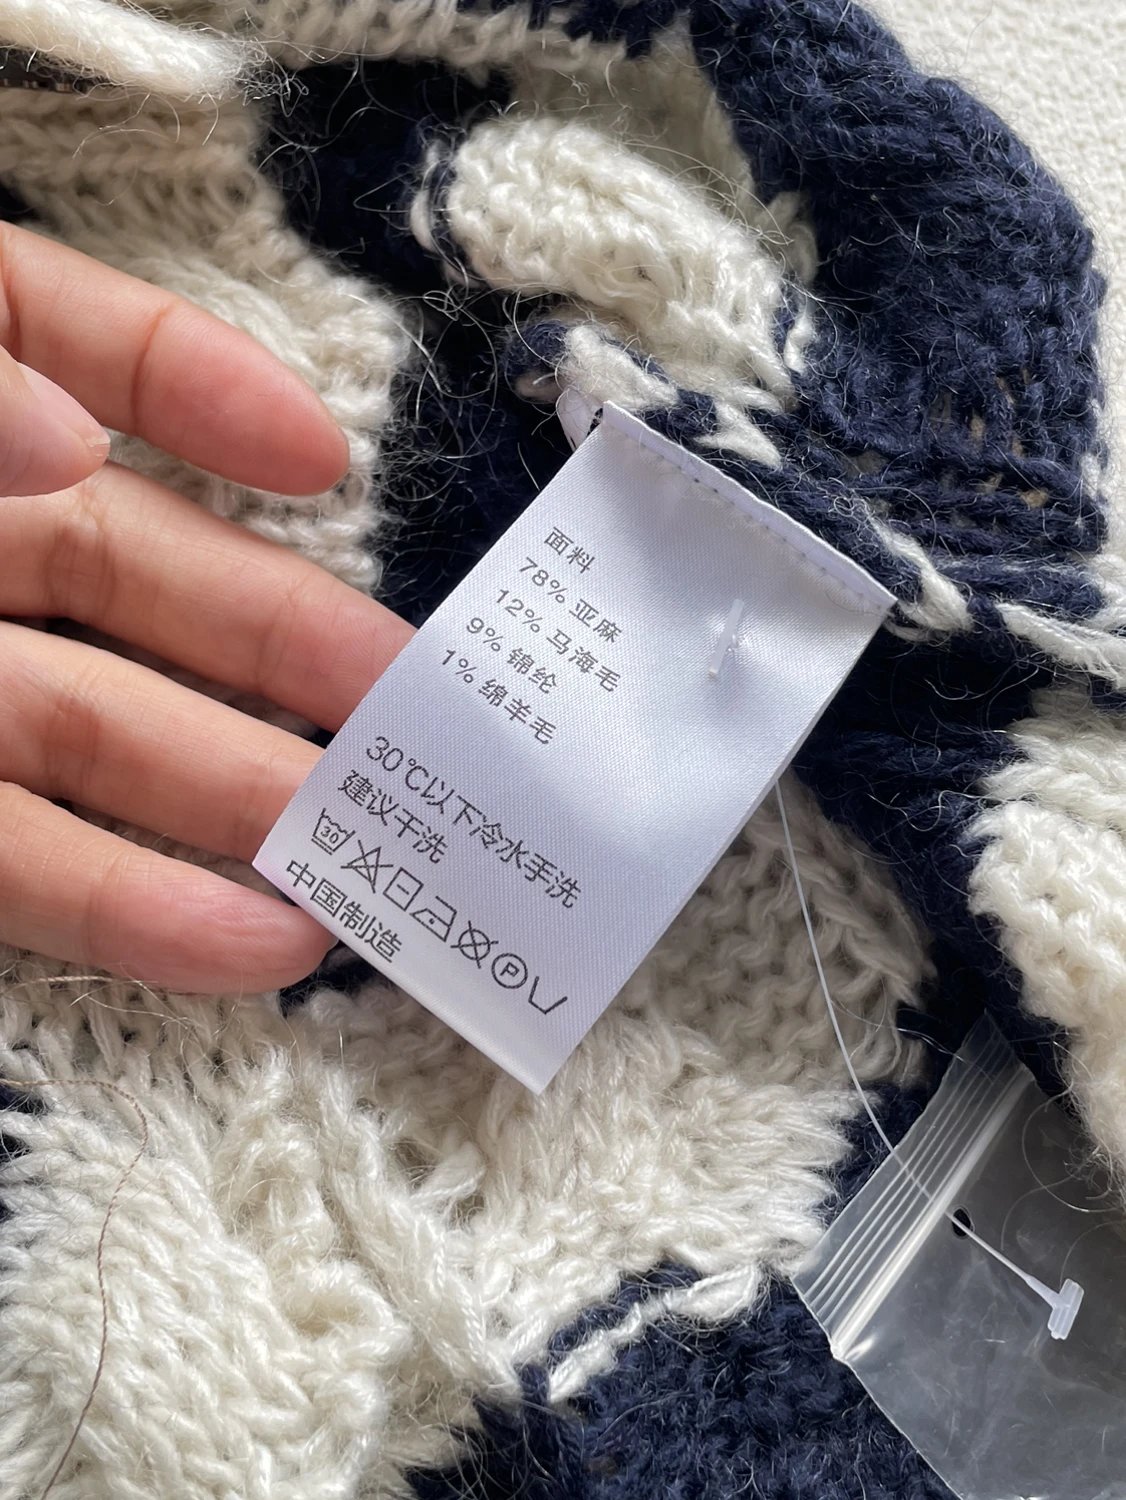 面料
78% 亚麻
12% 马海毛
9% 锦纶
1% 绵羊毛
30℃以下冷水手洗
建议干洗
30 P
中国制造